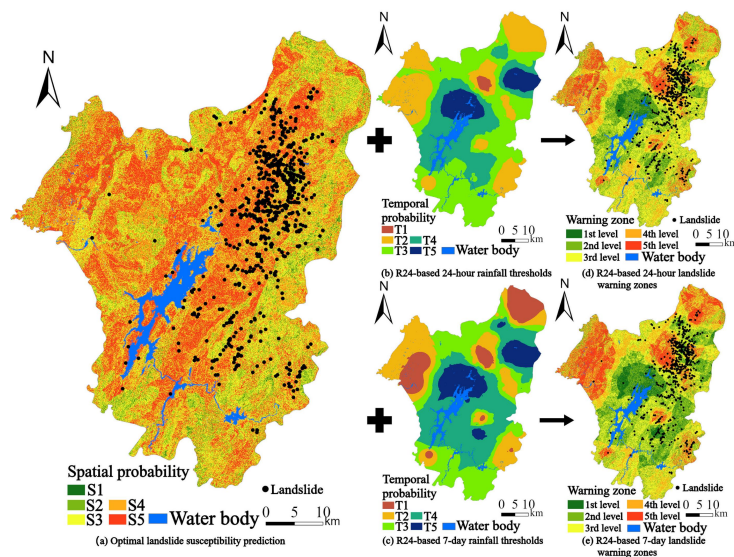 N
Spatial probability
S1
S2 S4
S3 S5 Water body
Landslide
0 5 10
km
(a) Optimal landslide susceptibility prediction
N
Temporal
probability
T1
T2 T4
T3 T5 Water body
0 5 10
km
(b) R24-based 24-hour rainfall thresholds
N
Temporal
probability
T1
T2 T4
T3 T5 Water body
0 5 10
km
(c) R24-based 7-day rainfall thresholds
N
Warning zone
Landslide
1st level 4th level
2nd level 5th level
3rd level Water body
0 5 10
km
(d) R24-based 24-hour landslide
warning zones
N
Warning zone
Landslide
1st level 4th level
2nd level 5th level
3rd level Water body
0 5 10
km
(e) R24-based 7-day landslide
warning zones